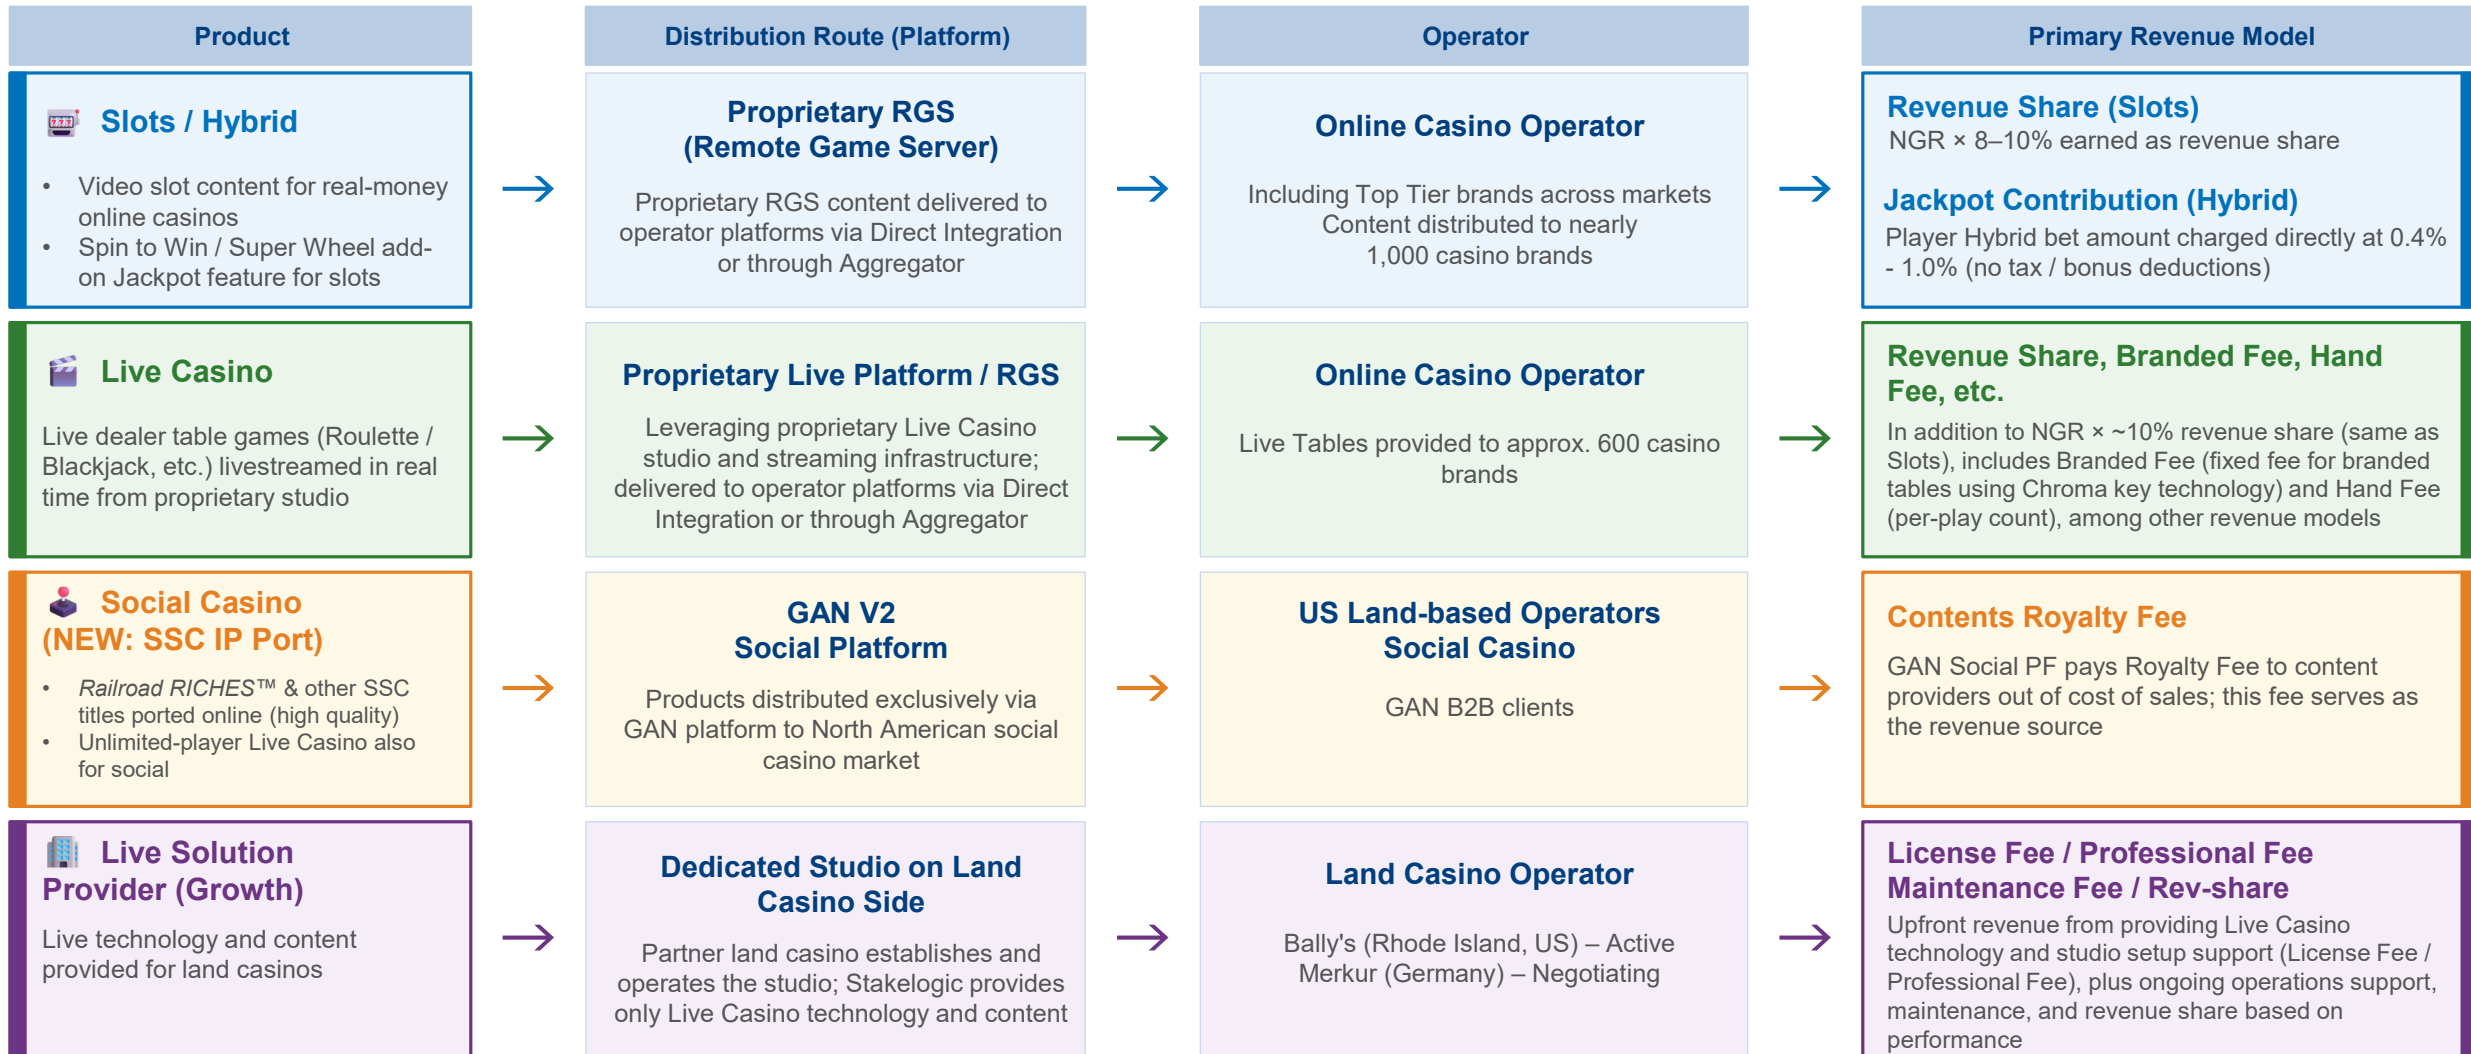 Product
Distribution Route (Platform)
Operator
Primary Revenue Model
Slots / Hybrid
• Video slot content for real-money
online casinos
• Spin to Win / Super Wheel add-
on Jackpot feature for slots
Proprietary RGS
(Remote Game Server)
Proprietary RGS content delivered to
operator platforms via Direct Integration
or through Aggregator
Online Casino Operator
Including Top Tier brands across markets
Content distributed to nearly
1,000 casino brands
Revenue Share (Slots)
NGR × 8–10% earned as revenue share
Jackpot Contribution (Hybrid)
Player Hybrid bet amount charged directly at 0.4%
- 1.0% (no tax / bonus deductions)
Live Casino
Live dealer table games (Roulette /
Blackjack, etc.) livestreamed in real
time from proprietary studio
Proprietary Live Platform / RGS
Leveraging proprietary Live Casino
studio and streaming infrastructure;
delivered to operator platforms via Direct
Integration or through Aggregator
Online Casino Operator
Live Tables provided to approx. 600 casino
brands
Revenue Share, Branded Fee, Hand
Fee, etc.
In addition to NGR × ~10% revenue share (same as
Slots), includes Branded Fee (fixed fee for branded
tables using Chroma key technology) and Hand Fee
(per-play count), among other revenue models
Social Casino
(NEW: SSC IP Port)
• Railroad RICHES™ & other SSC
titles ported online (high quality)
• Unlimited-player Live Casino also
for social
GAN V2
Social Platform
Products distributed exclusively via
GAN platform to North American social
casino market
US Land-based Operators
Social Casino
GAN B2B clients
Contents Royalty Fee
GAN Social PF pays Royalty Fee to content
providers out of cost of sales; this fee serves as
the revenue source
Live Solution
Provider (Growth)
Live technology and content
provided for land casinos
Dedicated Studio on Land
Casino Side
Partner land casino establishes and
operates the studio; Stakelogic provides
only Live Casino technology and content
Land Casino Operator
Bally's (Rhode Island, US) – Active
Merkur (Germany) – Negotiating
License Fee / Professional Fee
Maintenance Fee / Rev-share
Upfront revenue from providing Live Casino
technology and studio setup support (License Fee /
Professional Fee), plus ongoing operations support,
maintenance, and revenue share based on
performance